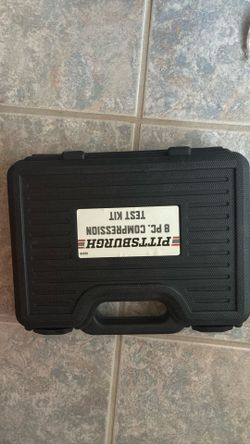 PITTSBURGH
8 PC. COMPRESSION
TEST KIT